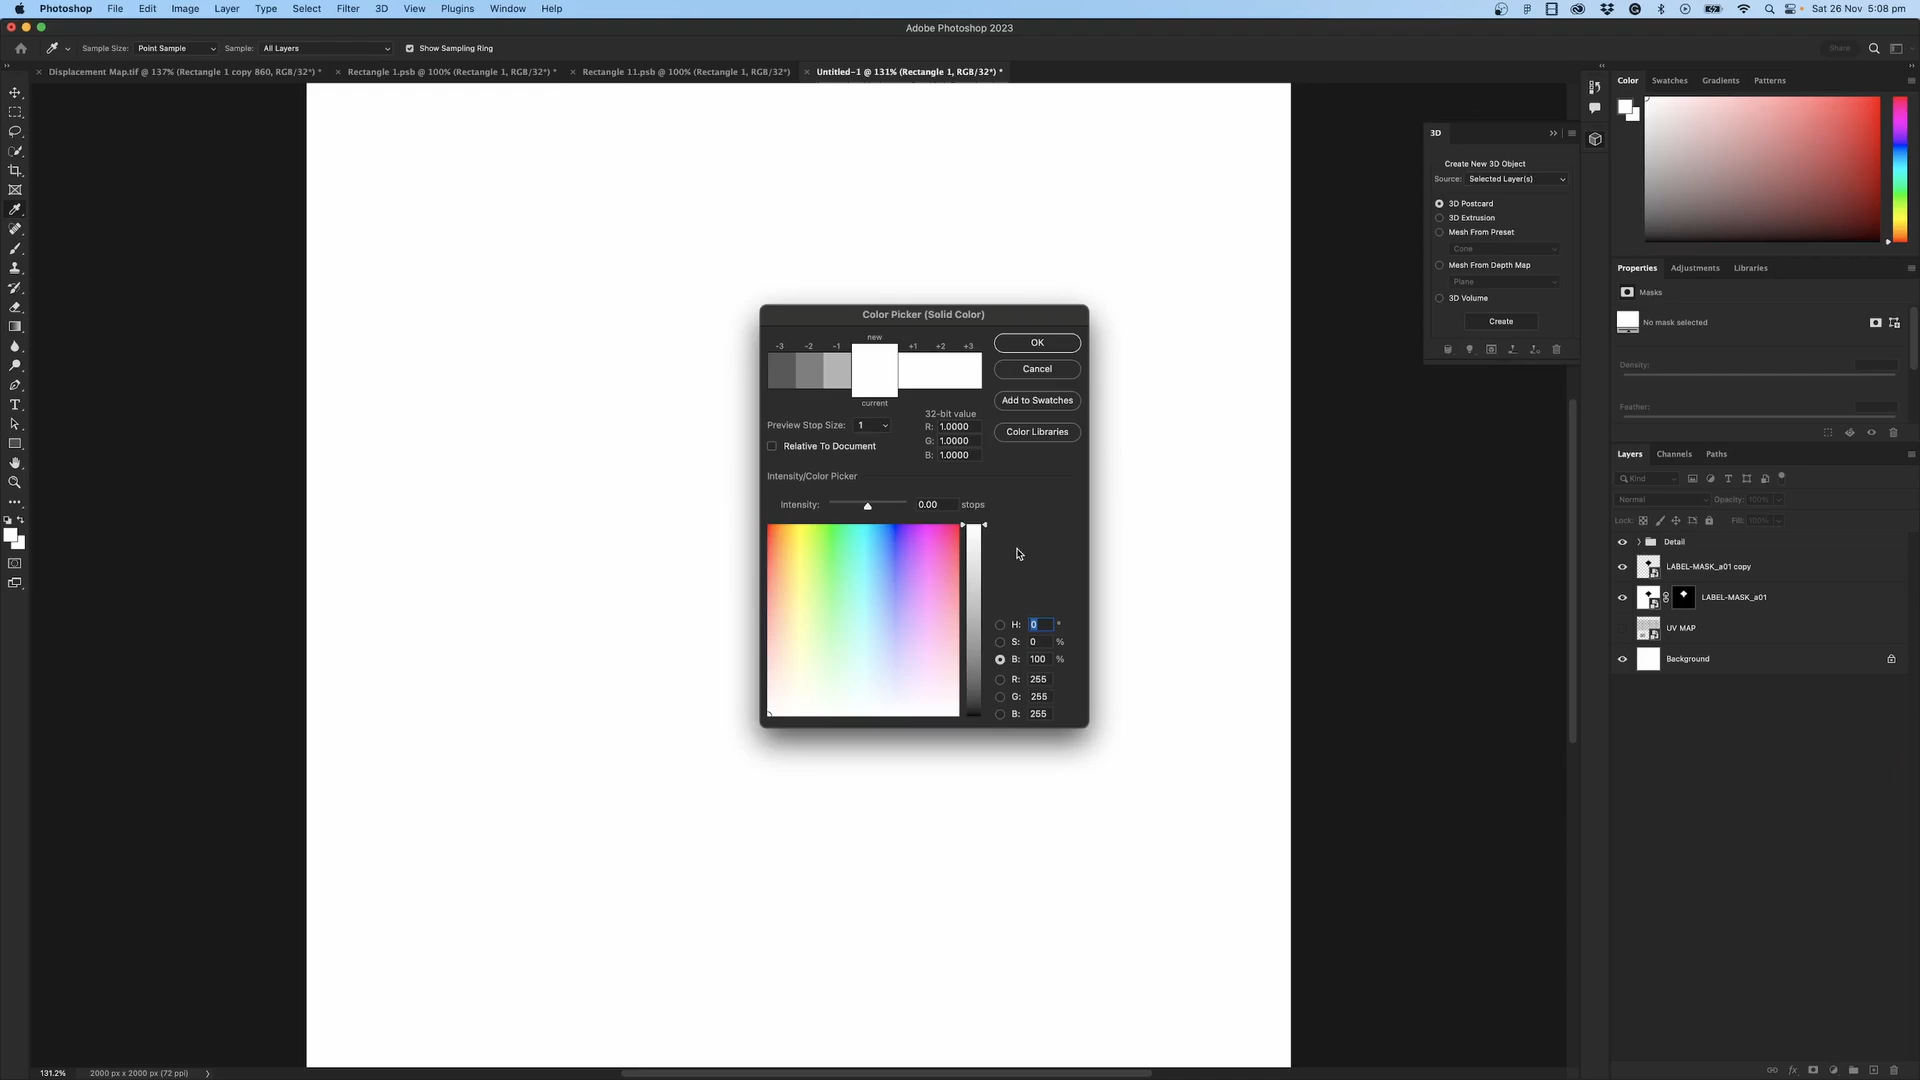 Photoshop File Edit Image Layer Type Select Filter 3D View Plugins Window Help Sat 26 Nov 5:08 pm
Adobe Photoshop 2023
Sample Size: Point Sample Sample: All Layers Show Sampling Ring Share
Displacement Map.tif @ 137% (Rectangle 1 copy 860, RGB/32*) * Rectangle 1.psb @ 100% (Rectangle 1, RGB/32*) * Rectangle 11.psb @ 100% (Rectangle 1, RGB/32*) Untitled-1 @ 131% (Rectangle 1, RGB/32*) *
Color Swatches Gradients Patterns
3D
Create New 3D Object
Source: Selected Layer(s)
3D Postcard
3D Extrusion
Mesh From Preset
Cone
Mesh From Depth Map
Plane
3D Volume
Create
Properties Adjustments Libraries
Masks
No mask selected
Density:
Feather:
Color Picker (Solid Color)
new
-3 -2 -1 +1 +2 +3
current
OK
Cancel
Add to Swatches
Color Libraries
32-bit value
Preview Stop Size: 1
R: 1.0000
G: 1.0000
B: 1.0000
Relative To Document
Intensity/Color Picker
Intensity: 0.00 stops
H: 0 °
S: 0 %
B: 100 %
R: 255
G: 255
B: 255
Layers Channels Paths
Kind
Normal Opacity: 100%
Lock: Fill: 100%
Detail
LABEL-MASK_a01 copy
LABEL-MASK_a01
UV MAP
Background
131.2% 2000 px x 2000 px (72 ppi)